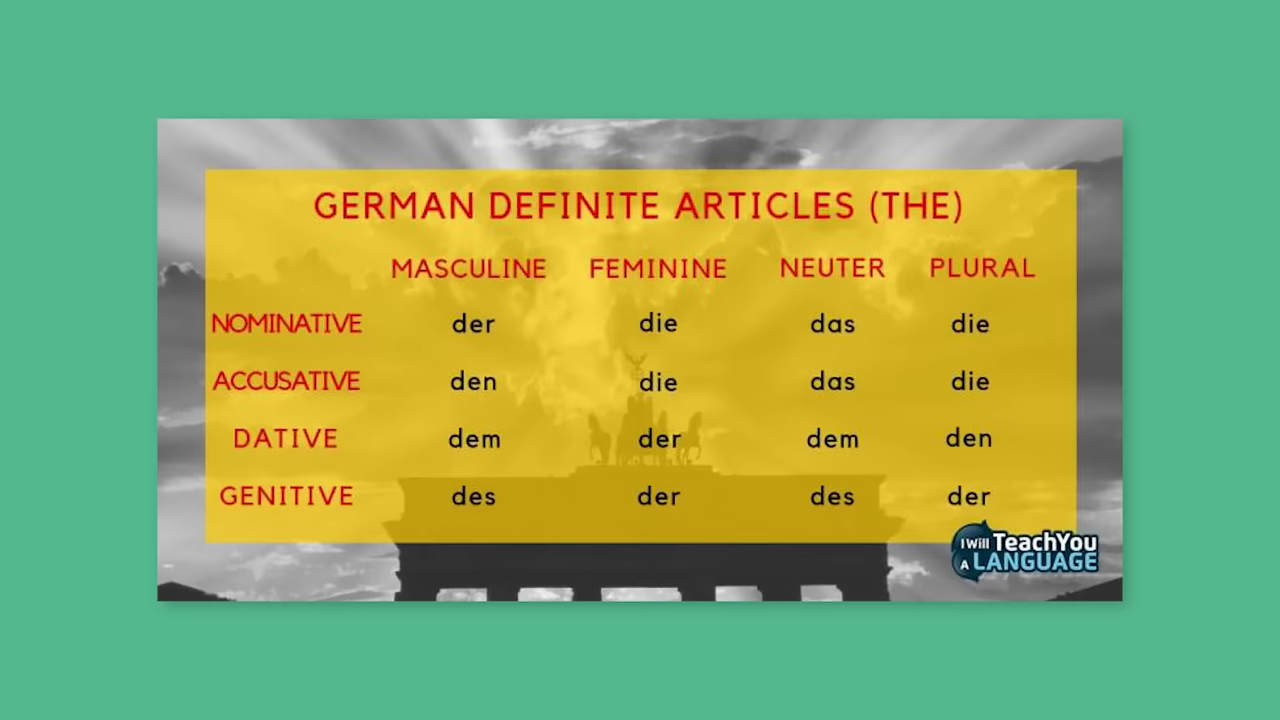 GERMAN DEFINITE ARTICLES (THE)
MASCULINE FEMININE NEUTER PLURAL
NOMINATIVE der die das die
ACCUSATIVE den die das die
DATIVE dem der dem den
GENITIVE des der des der
I Will TeachYou
A LANGUAGE